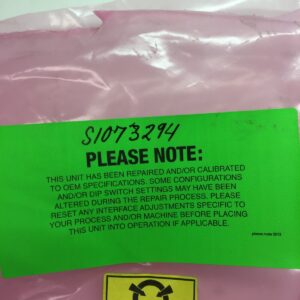 S1073294
PLEASE NOTE:
THIS UNIT HAS BEEN REPAIRED AND/OR CALIBRATED
TO OEM SPECIFICATIONS. SOME CONFIGURATIONS
AND/OR DIP SWITCH SETTINGS MAY HAVE BEEN
ALTERED DURING THE REPAIR PROCESS. PLEASE
RESET ANY INTERFACE ADJUSTMENTS SPECIFIC TO
YOUR PROCESS AND/OR MACHINE BEFORE PLACING
THIS UNIT INTO OPERATION IF APPLICABLE.